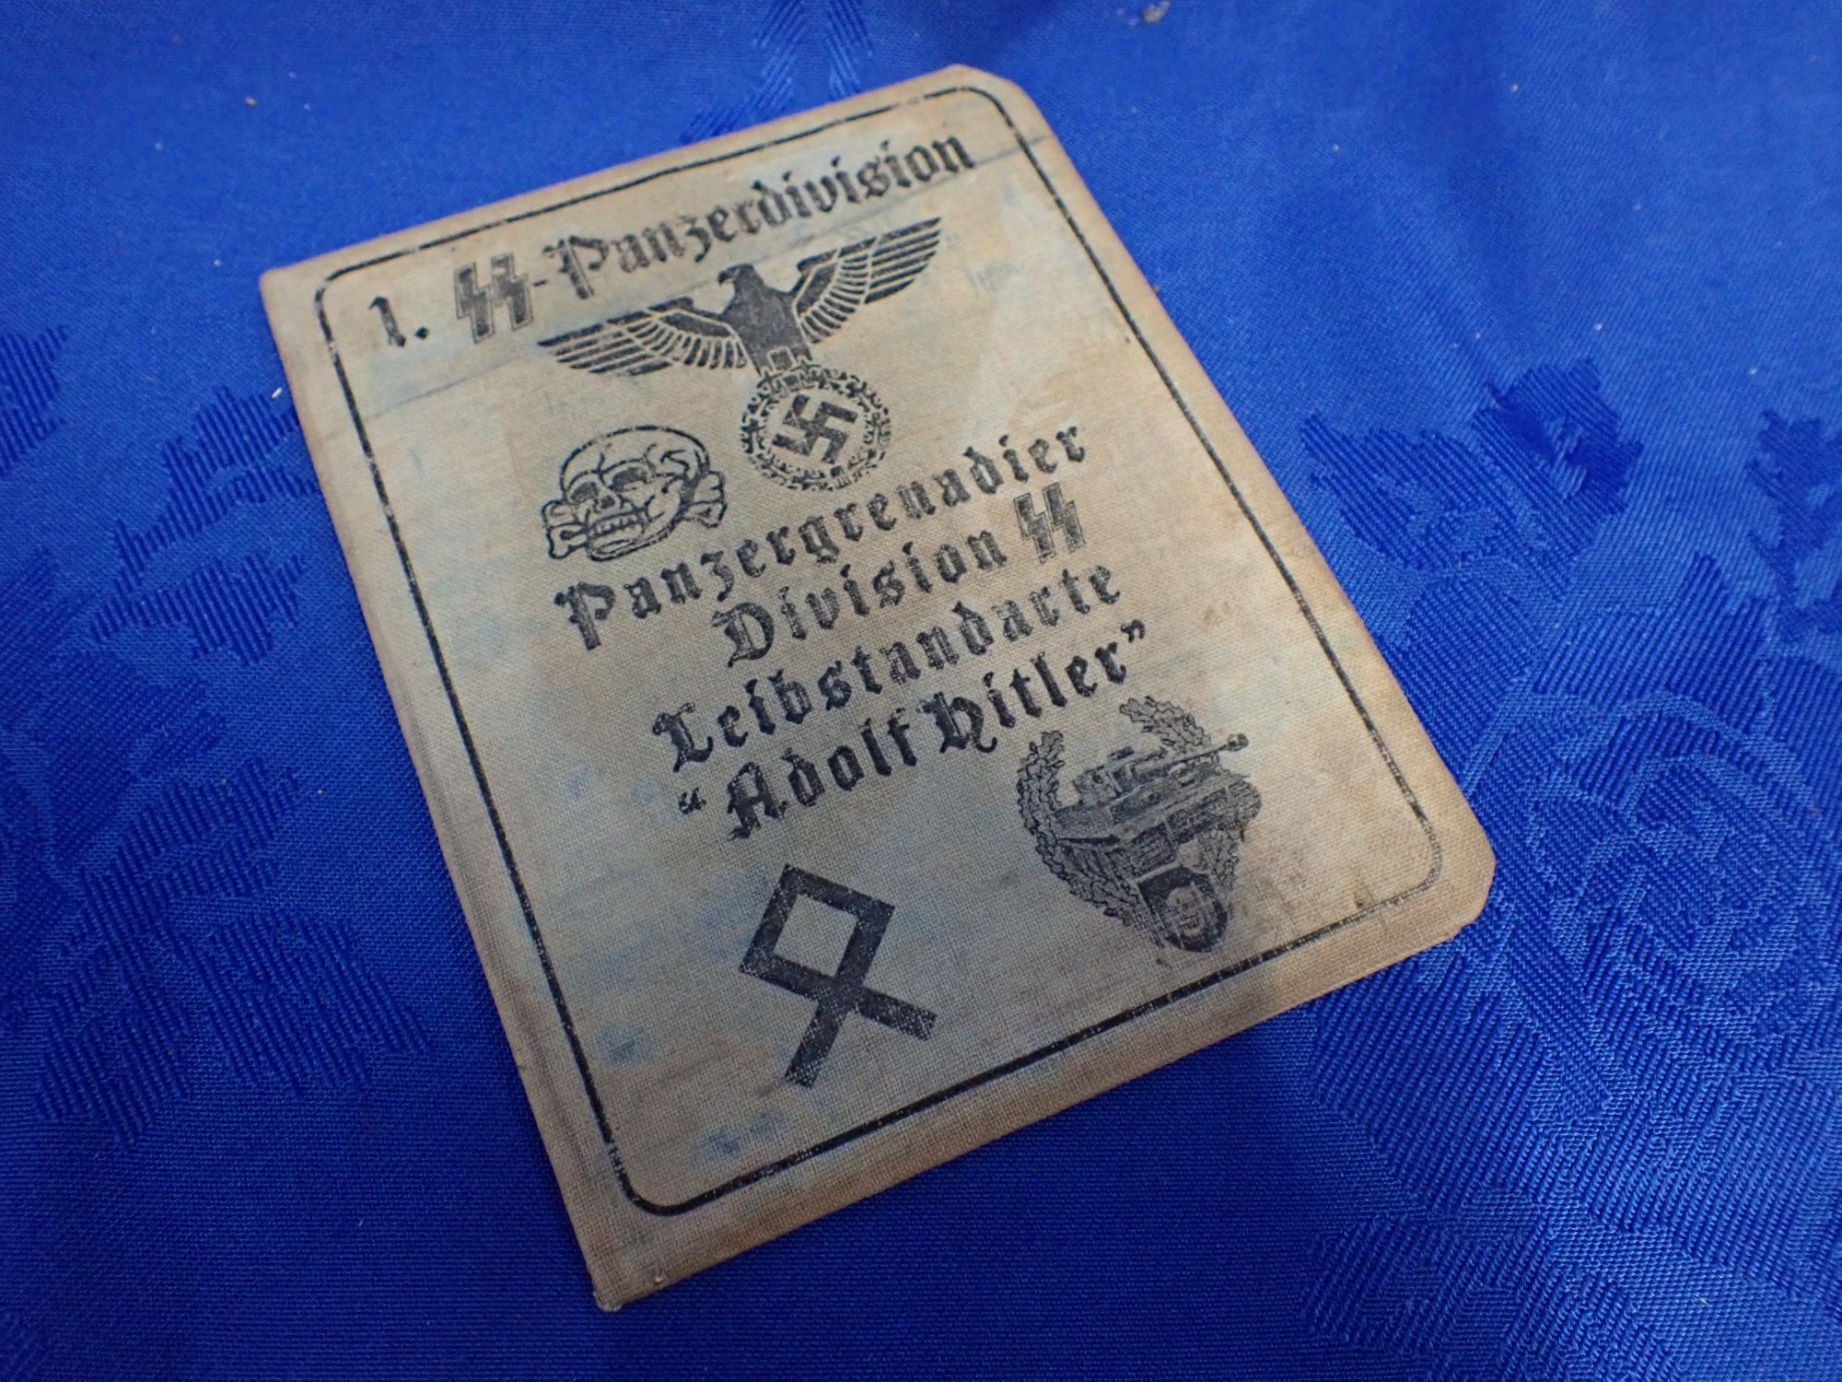 1. SS-Panzerdivision
Panzergrenadier
Division SS
Leibstandarte
“Adolf Hitler”